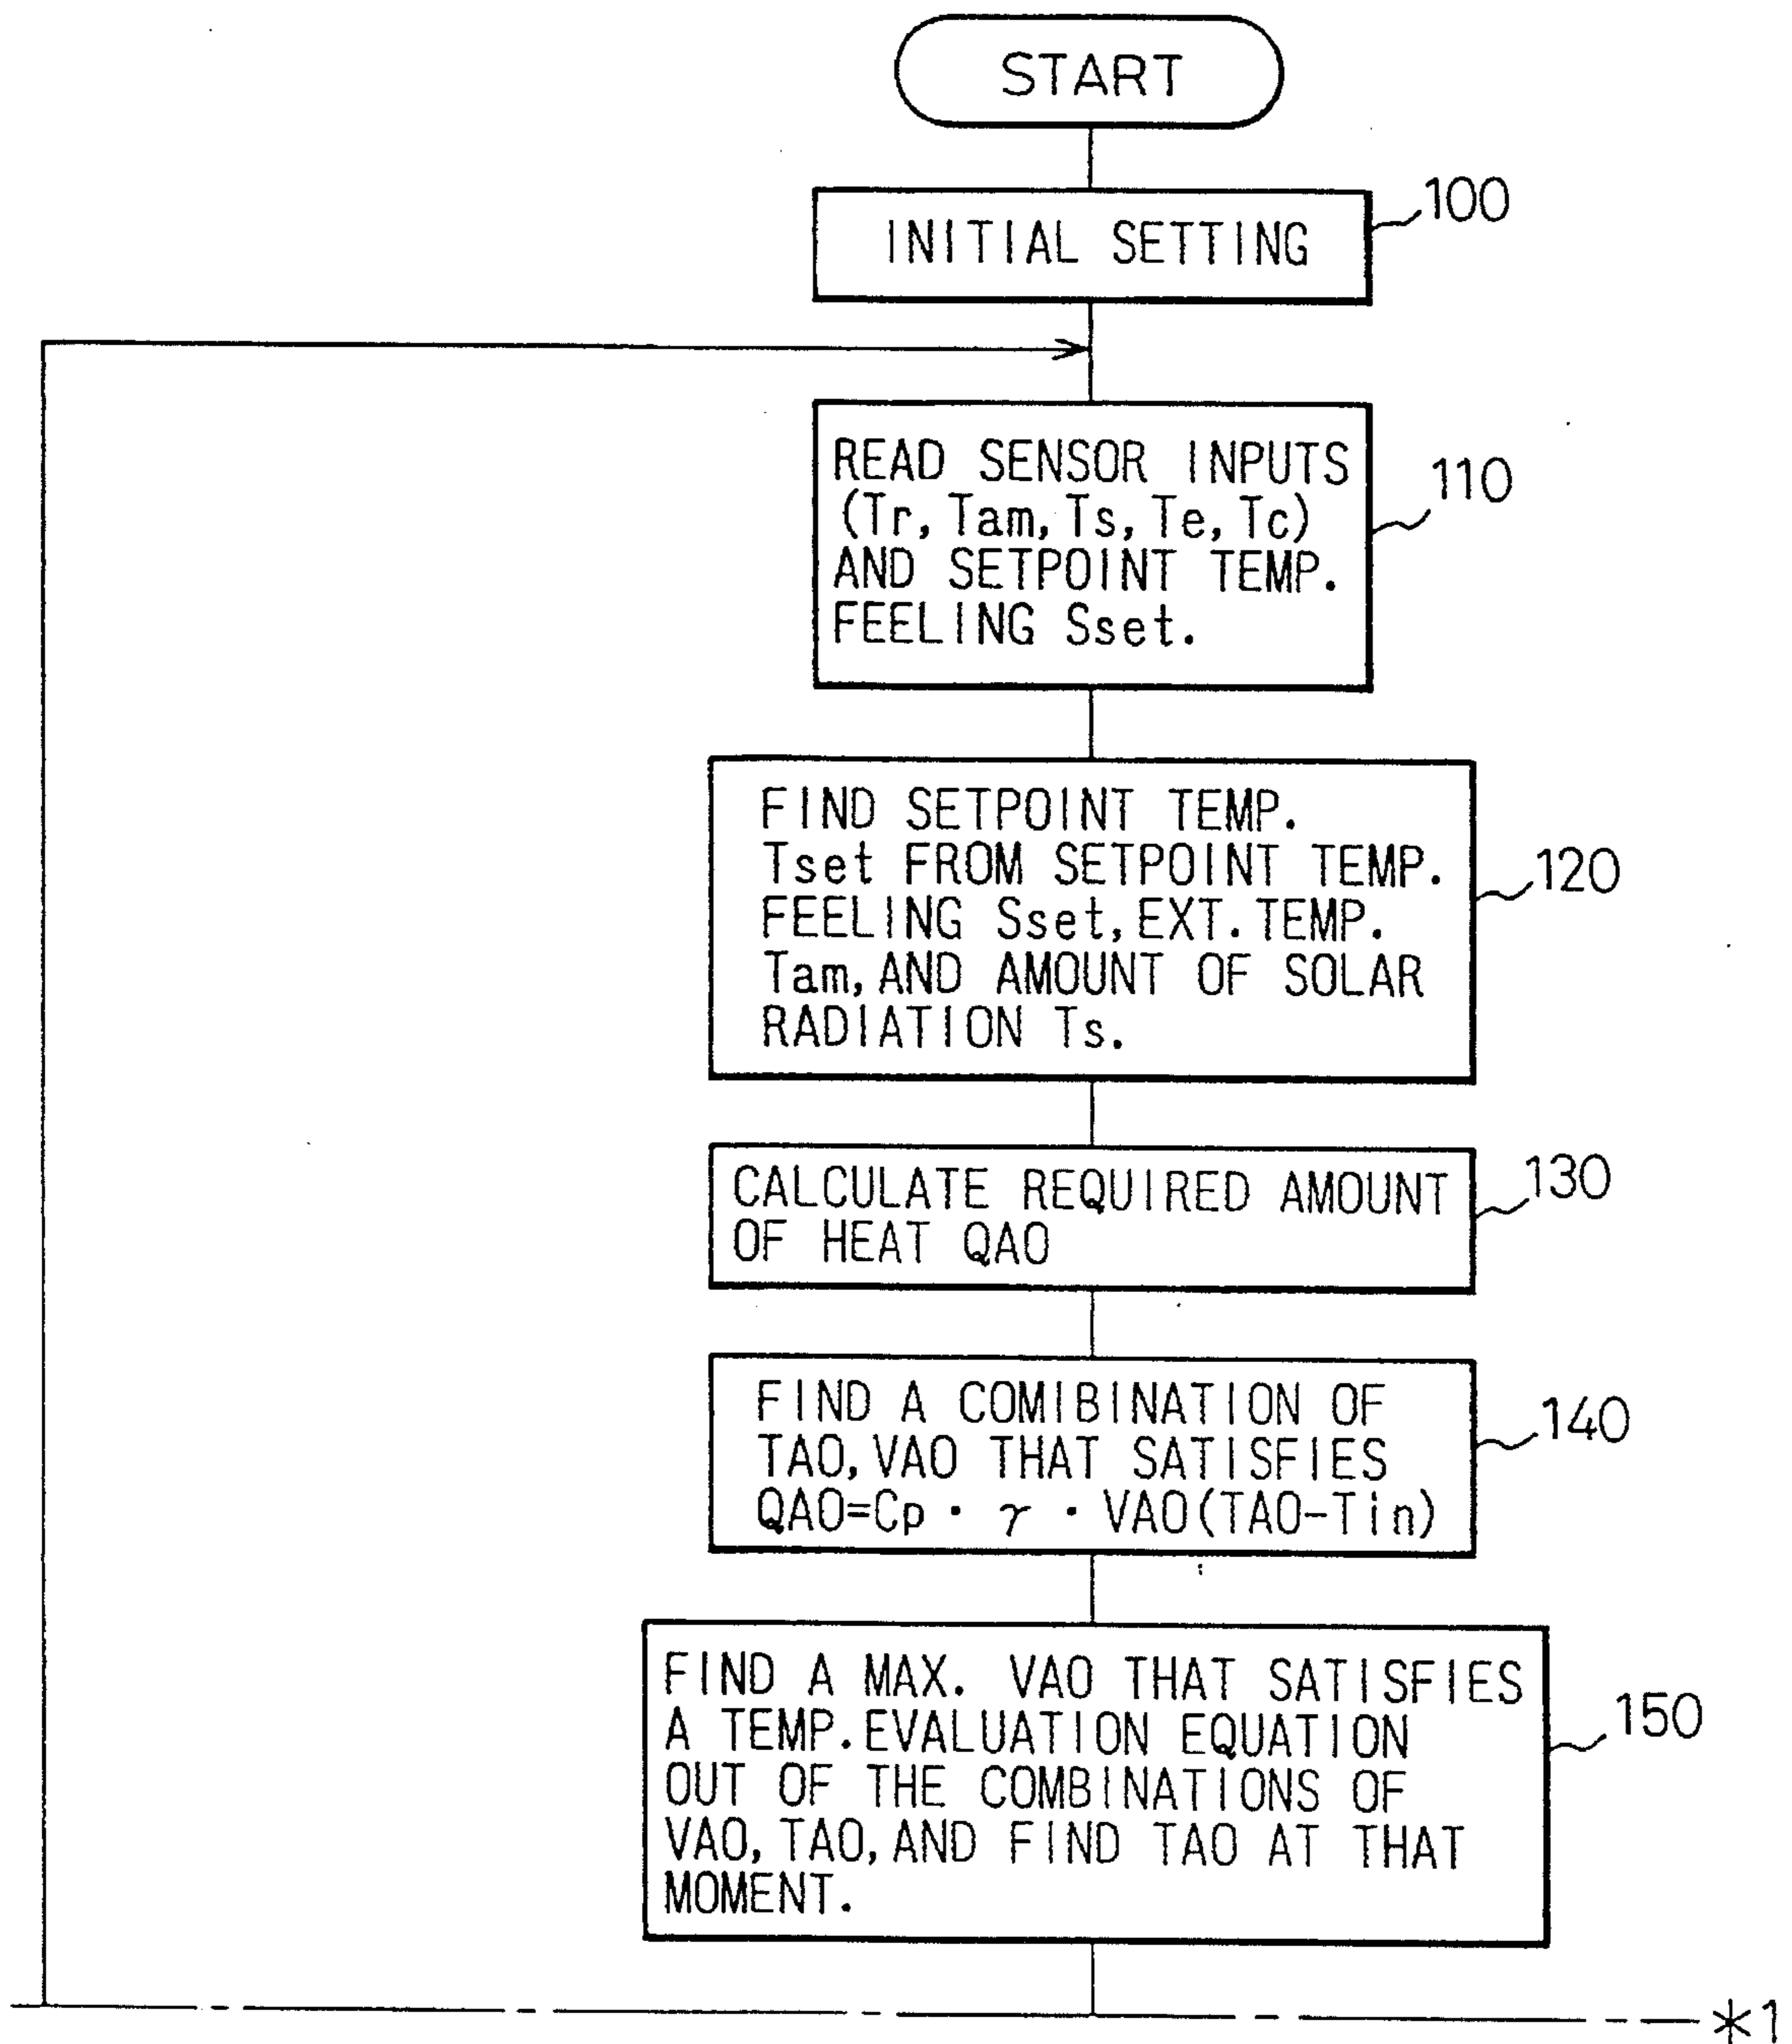 START
INITIAL SETTING
100
READ SENSOR INPUTS
(Tr, Tam, Ts, Te, Tc)
AND SETPOINT TEMP.
FEELING Sset.
110
FIND SETPOINT TEMP.
Tset FROM SETPOINT TEMP.
FEELING Sset, EXT. TEMP.
Tam, AND AMOUNT OF SOLAR
RADIATION Ts.
120
CALCULATE REQUIRED AMOUNT
OF HEAT QAO
130
FIND A COMIBINATION OF
TAO, VAO THAT SATISFIES
QAO=Cp · γ · VAO(TAO-Tin)
140
FIND A MAX. VAO THAT SATISFIES
A TEMP. EVALUATION EQUATION
OUT OF THE COMBINATIONS OF
VAO, TAO, AND FIND TAO AT THAT
MOMENT.
150
*1